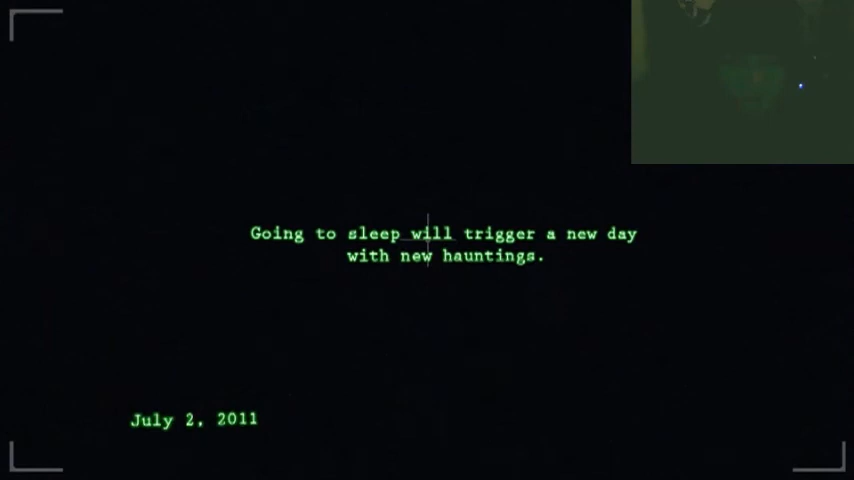 Going to sleep will trigger a new day
with new hauntings.
July 2, 2011